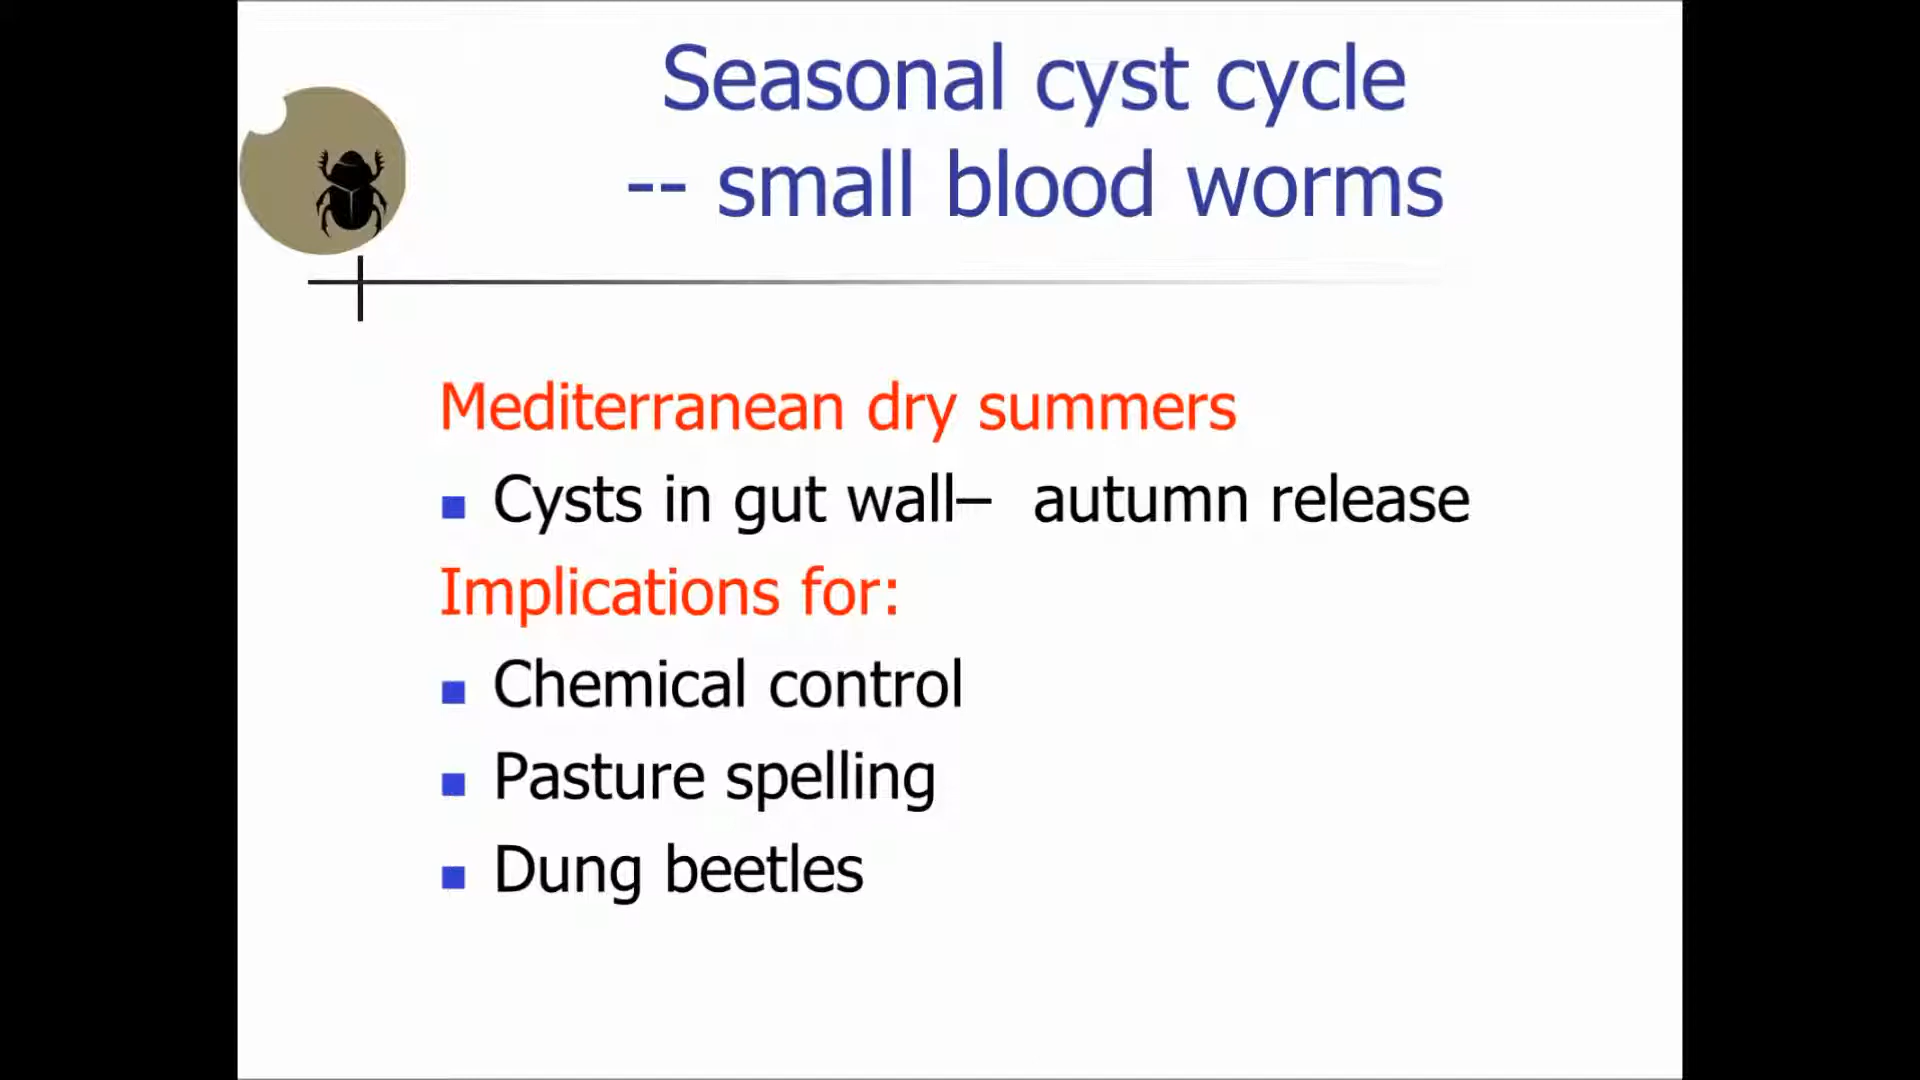 Seasonal cyst cycle
-- small blood worms
Mediterranean dry summers
Cysts in gut wall– autumn release
Implications for:
Chemical control
Pasture spelling
Dung beetles